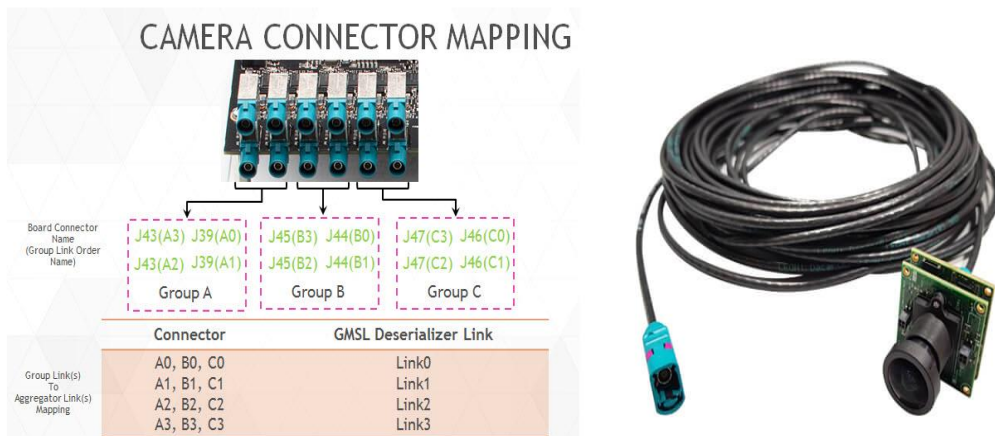 CAMERA CONNECTOR MAPPING
Board Connector
Name
(Group Link Order
Name)
J43(A3) J39(A0)
J43(A2) J39(A1)
Group A
J45(B3) J44(B0)
J45(B2) J44(B1)
Group B
J47(C3) J46(C0)
J47(C2) J46(C1)
Group C
Connector GMSL Deserializer Link
Group Link(s)
To
Aggregator Link(s)
Mapping
A0, B0, C0 Link0
A1, B1, C1 Link1
A2, B2, C2 Link2
A3, B3, C3 Link3